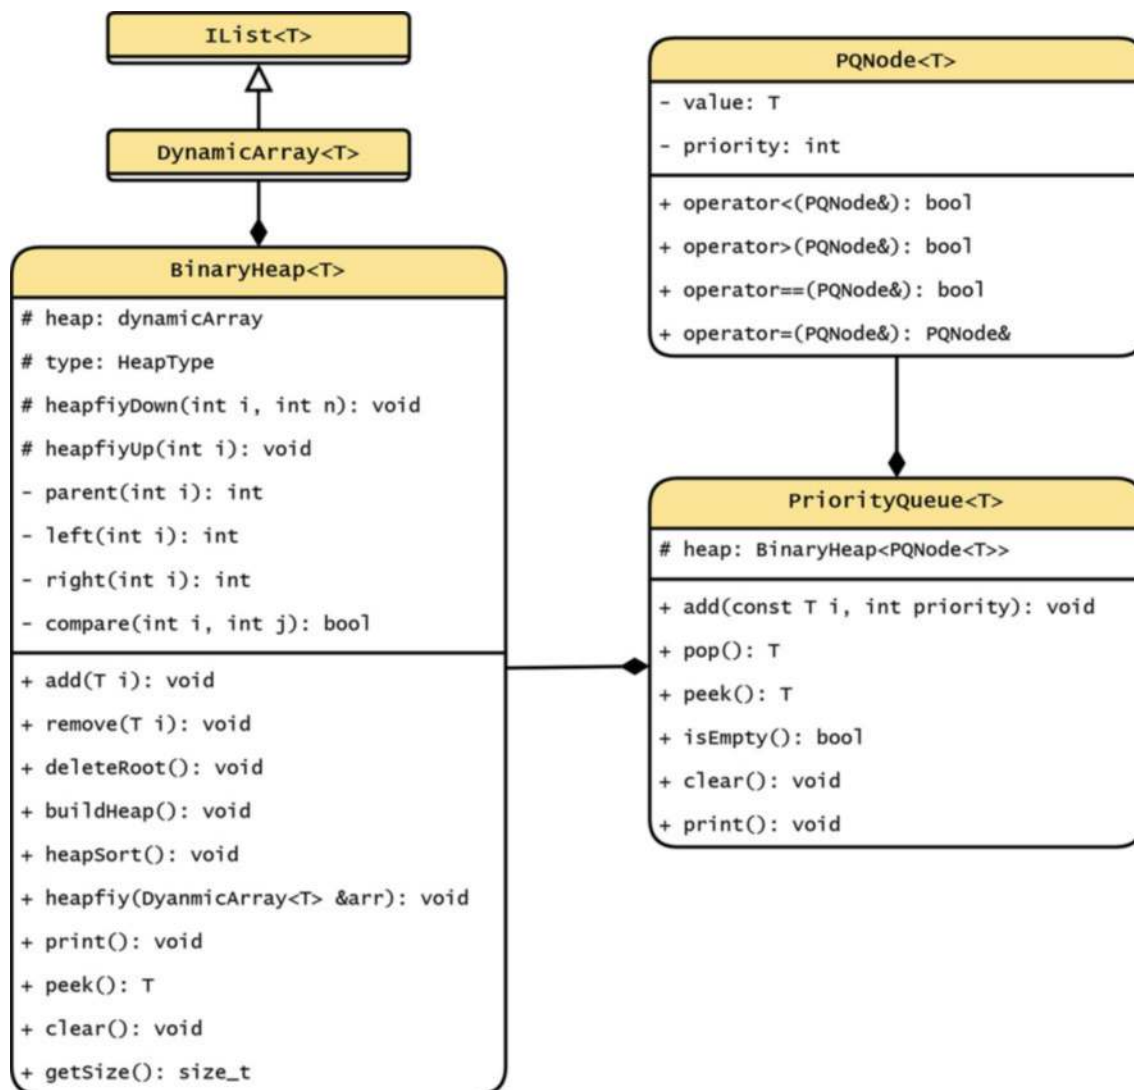 IList<T>
DynamicArray<T>
BinaryHeap<T>
# heap: dynamicArray
# type: HeapType
# heapfiyDown(int i, int n): void
# heapfiyUp(int i): void
- parent(int i): int
- left(int i): int
- right(int i): int
- compare(int i, int j): bool
+ add(T i): void
+ remove(T i): void
+ deleteRoot(): void
+ buildHeap(): void
+ heapSort(): void
+ heapfiy(DyanmicArray<T> &arr): void
+ print(): void
+ peek(): T
+ clear(): void
+ getSize(): size_t
PQNode<T>
- value: T
- priority: int
+ operator<(PQNode&): bool
+ operator>(PQNode&): bool
+ operator==(PQNode&): bool
+ operator=(PQNode&): PQNode&
PriorityQueue<T>
# heap: BinaryHeap<PQNode<T>>
+ add(const T i, int priority): void
+ pop(): T
+ peek(): T
+ isEmpty(): bool
+ clear(): void
+ print(): void